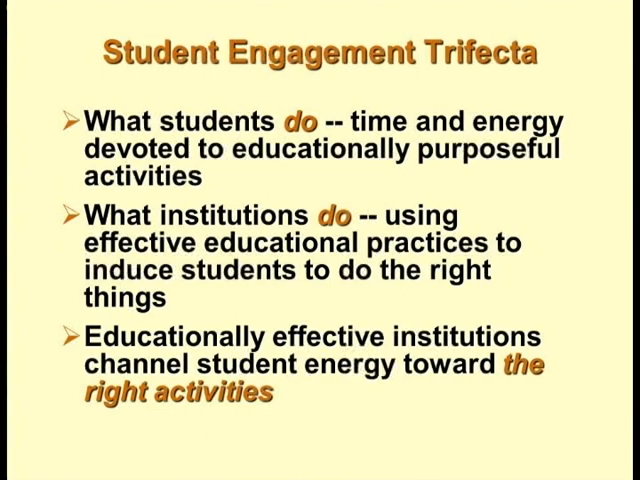 Student Engagement Trifecta
What students do -- time and energy
devoted to educationally purposeful
activities
What institutions do -- using
effective educational practices to
induce students to do the right
things
Educationally effective institutions
channel student energy toward the
right activities